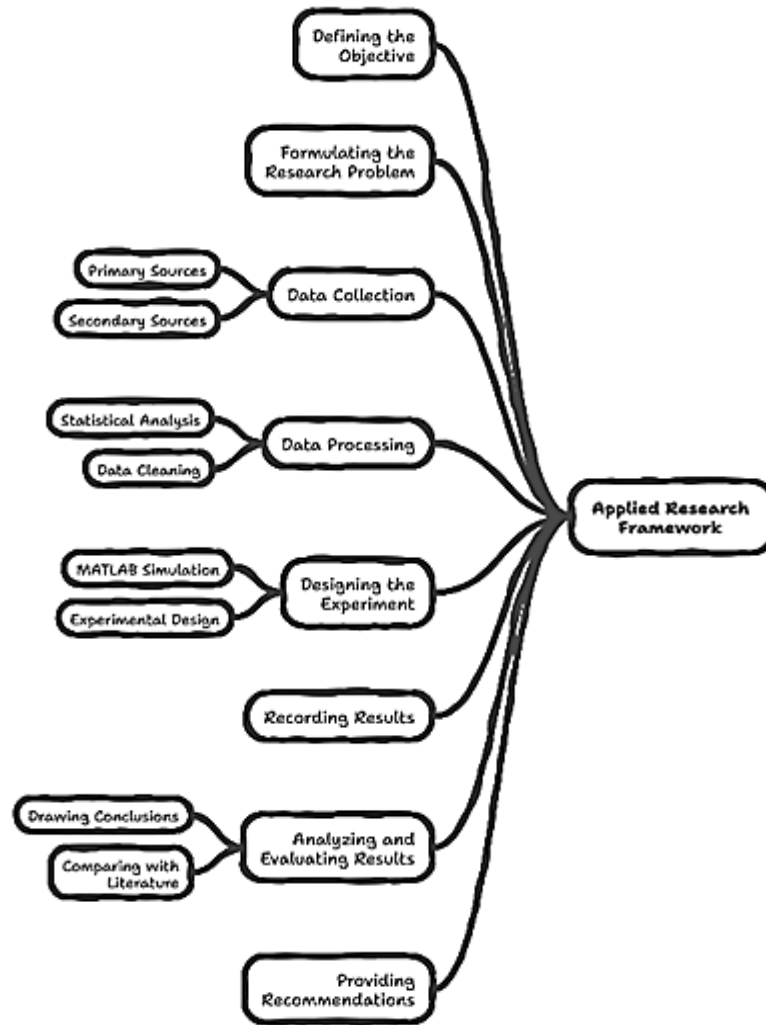 Defining the
Objective
Formulating the
Research Problem
Primary Sources
Secondary Sources
Data Collection
Statistical Analysis
Data Cleaning
Data Processing
Applied Research
Framework
MATLAB Simulation
Experimental Design
Designing the
Experiment
Recording Results
Drawing Conclusions
Comparing with
Literature
Analyzing and
Evaluating Results
Providing
Recommendations